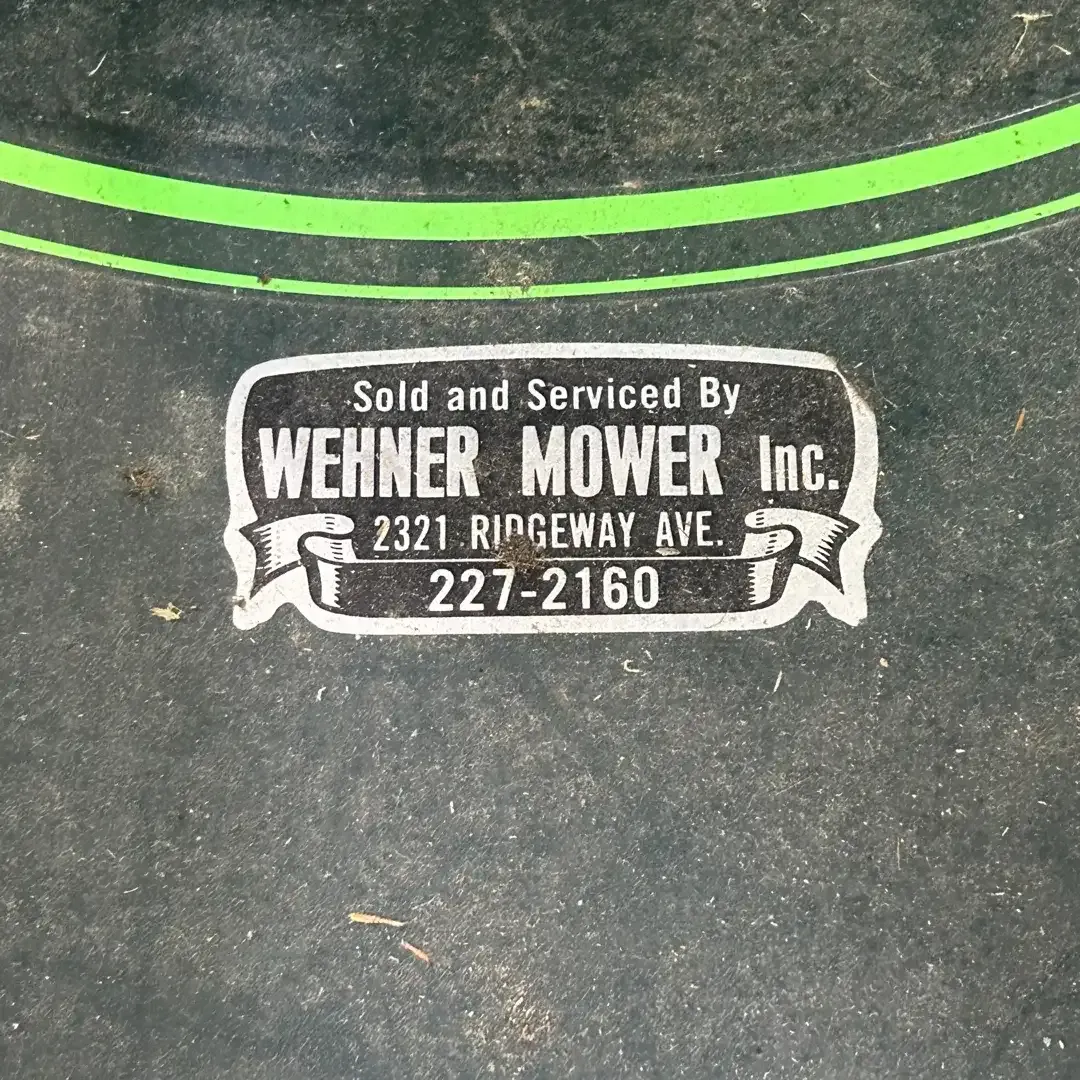 Sold and Serviced By
WEHNER MOWER Inc.
2321 RIDGEWAY AVE.
227-2160